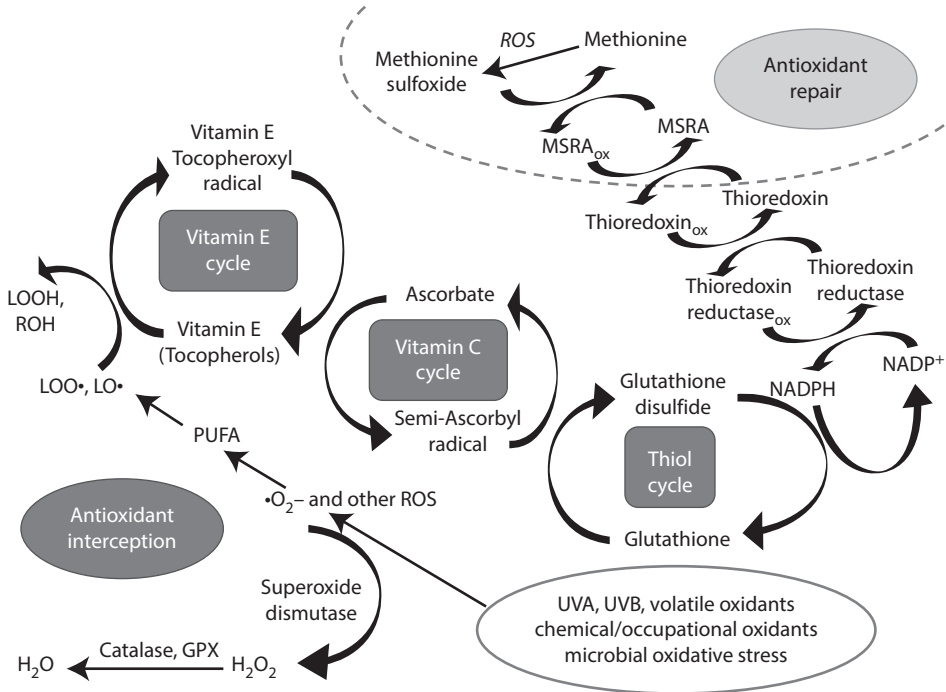 ROS
Methionine
Methionine
sulfoxide
Antioxidant
repair
MSRA
MSRAox
Vitamin E
Tocopheroxyl
radical
Thioredoxin
Thioredoxinox
Vitamin E
cycle
Thioredoxin
reductase
Thioredoxin
reductaseox
LOOH,
ROH
Ascorbate
Vitamin E
(Tocopherols)
Vitamin C
cycle
NADP+
NADPH
LOO•, LO•
Glutathione
disulfide
Semi-Ascorbyl
radical
PUFA
Thiol
cycle
•O2– and other ROS
Antioxidant
interception
Glutathione
Superoxide
dismutase
UVA, UVB, volatile oxidants
chemical/occupational oxidants
microbial oxidative stress
Catalase, GPX
H2O
H2O2